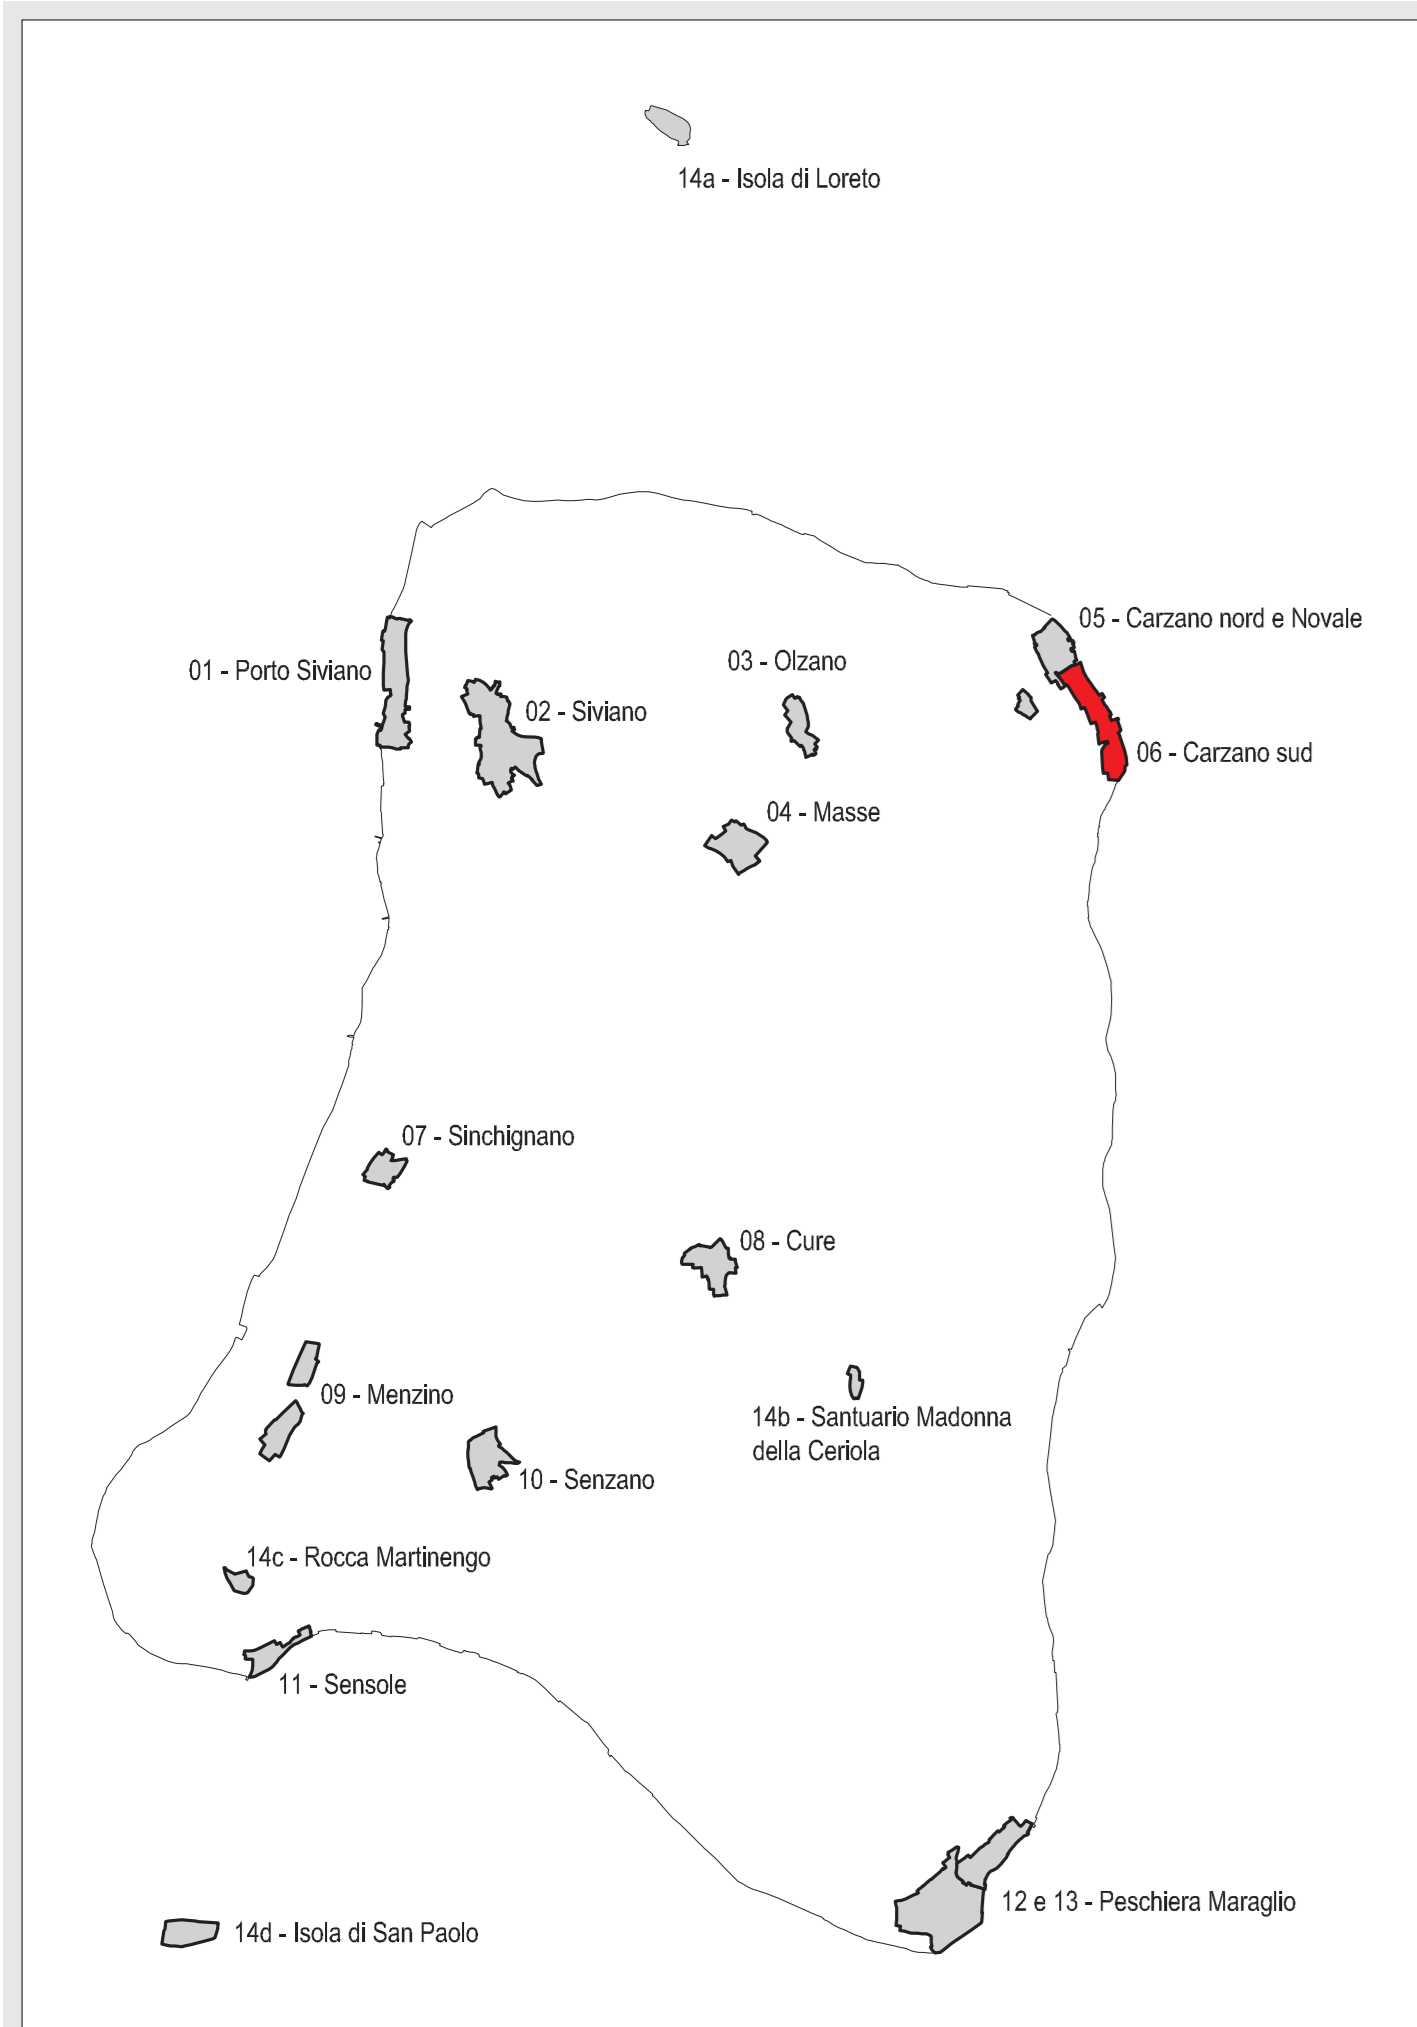 14a - Isola di Loreto
05 - Carzano nord e Novale
01 - Porto Siviano
03 - Olzano
02 - Siviano
06 - Carzano sud
04 - Masse
07 - Sinchignano
08 - Cure
09 - Menzino
14b - Santuario Madonna
della Ceriola
10 - Senzano
14c - Rocca Martinengo
11 - Sensole
12 e 13 - Peschiera Maraglio
14d - Isola di San Paolo